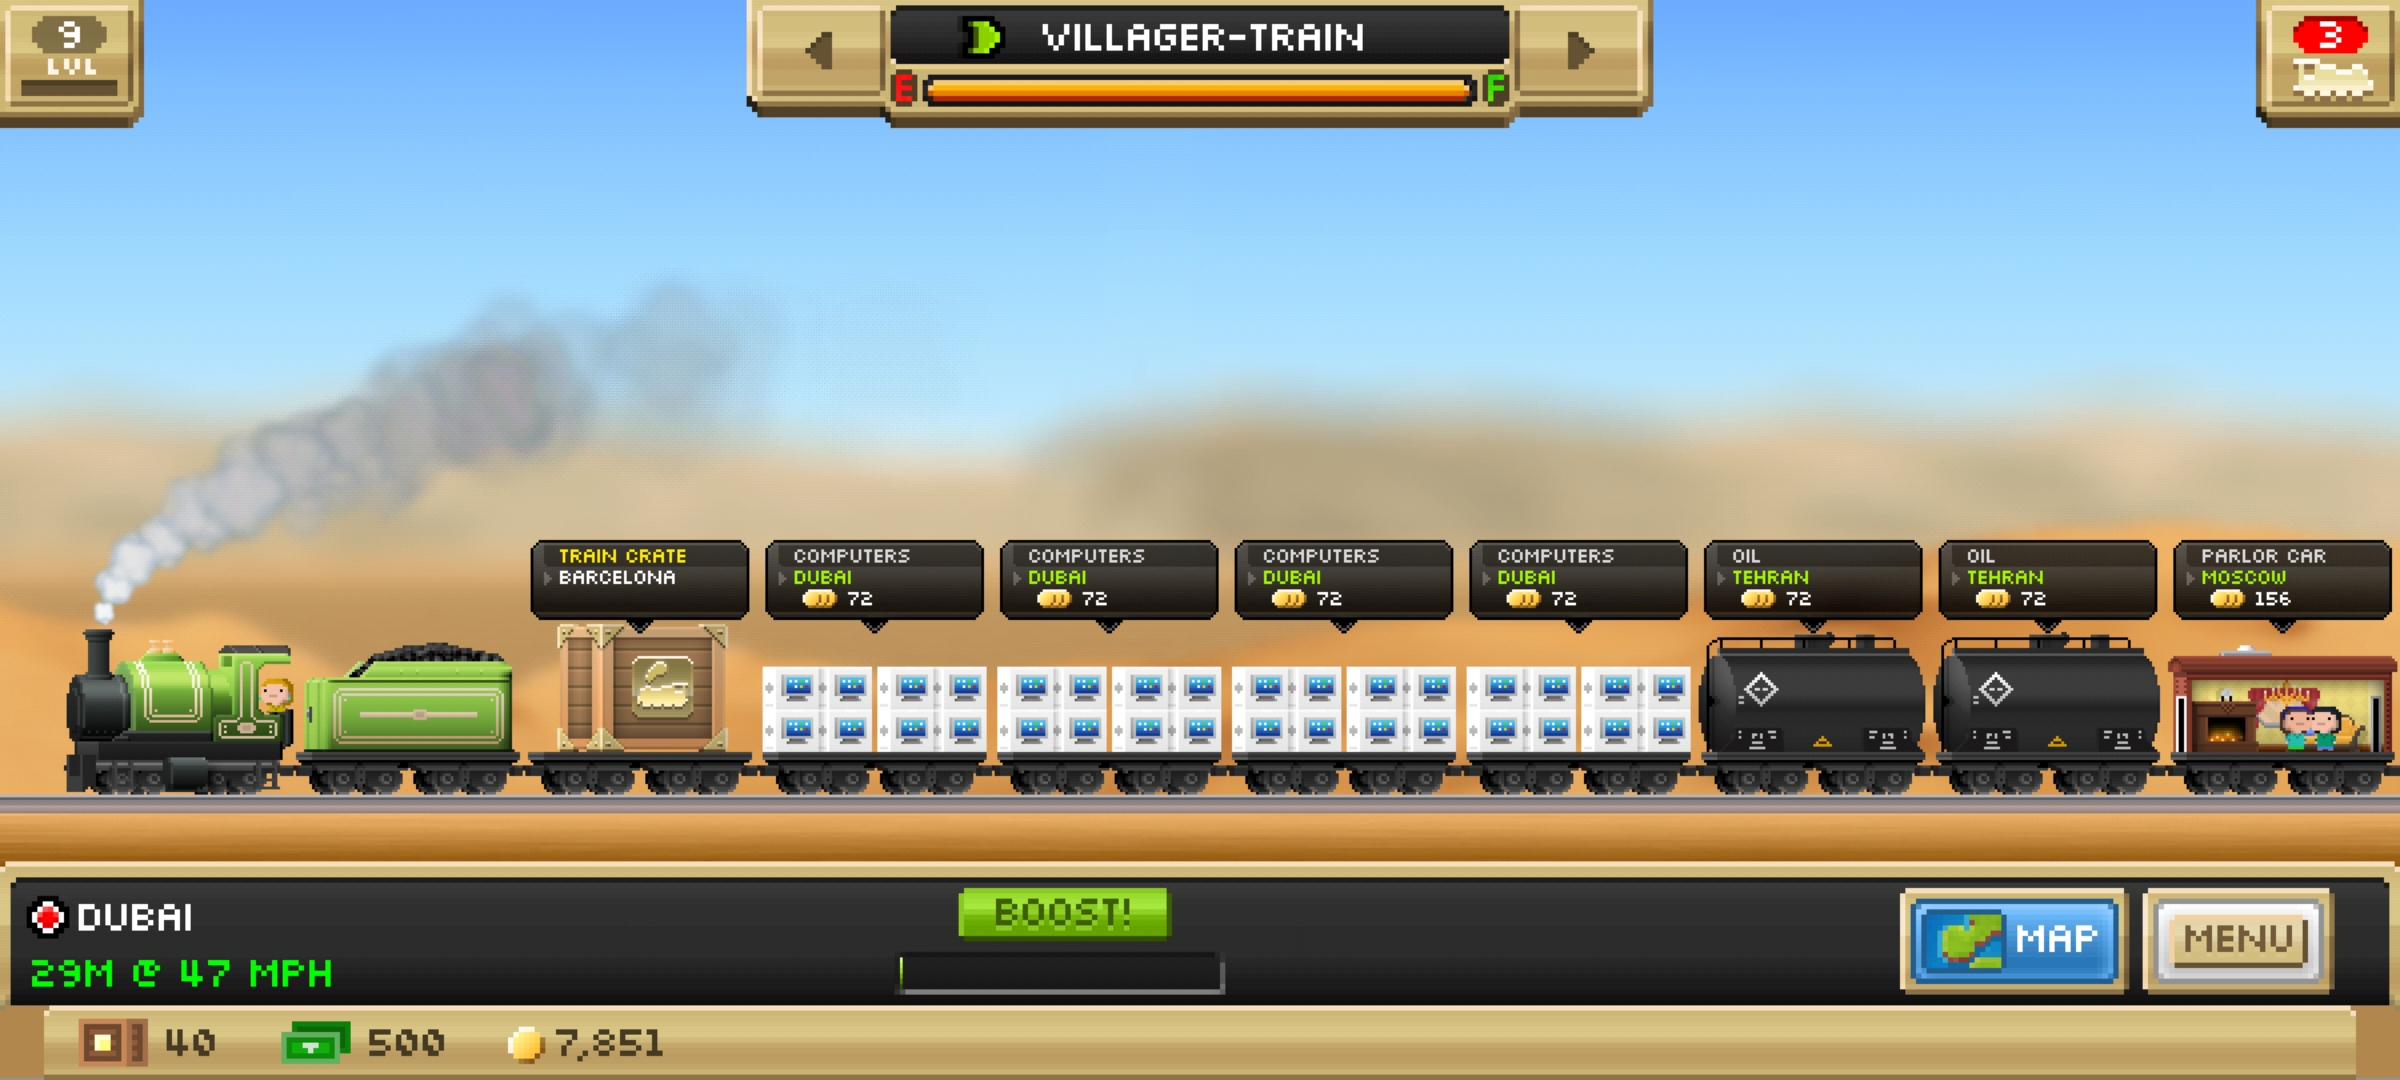 9
LVL
VILLAGER-TRAIN
E F
3
TRAIN CRATE
BARCELONA
COMPUTERS
DUBAI
72
COMPUTERS
DUBAI
72
COMPUTERS
DUBAI
72
COMPUTERS
DUBAI
72
OIL
TEHRAN
72
OIL
TEHRAN
72
PARLOR CAR
MOSCOW
156
DUBAI
29M @ 47 MPH
BOOST!
MAP
MENU
40
500
7,851